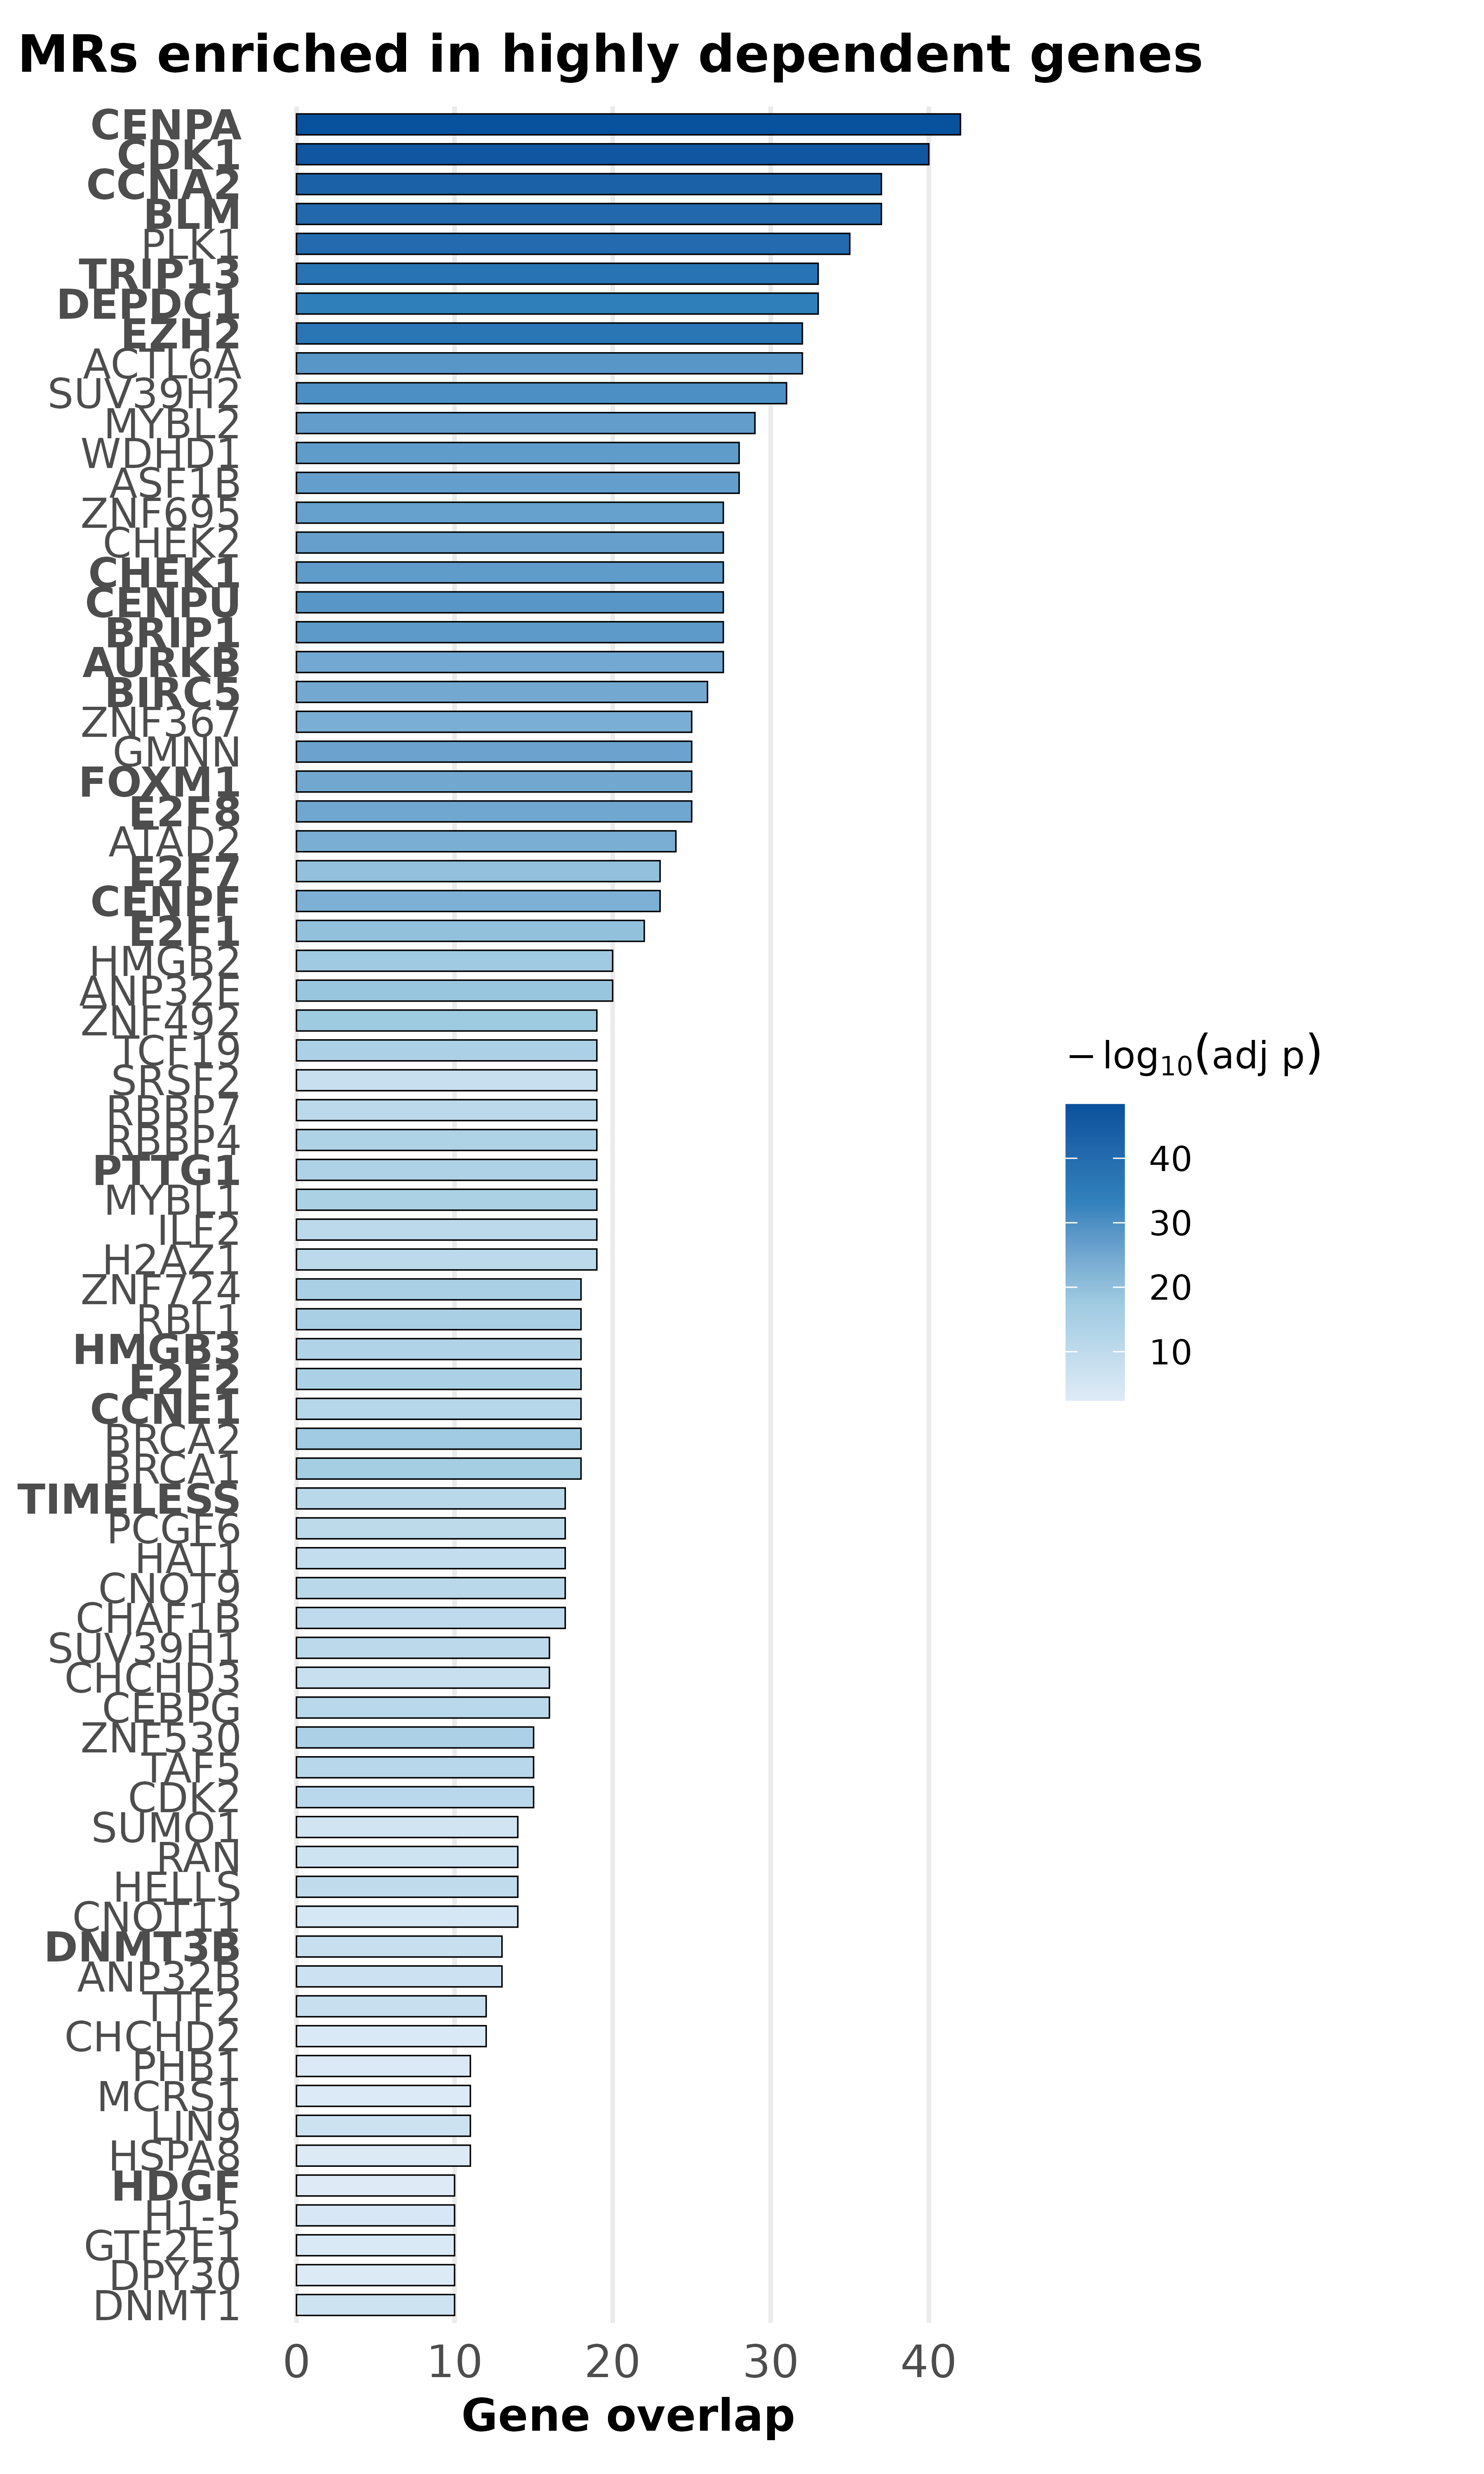 MRs enriched in highly dependent genes
CENPA
CDK1
CCNA2
BLM
PLK1
TRIP13
DEPDC1
EZH2
ACTL6A
SUV39H2
MYBL2
WDHD1
ASF1B
ZNF695
CHEK2
CHEK1
CENPU
BRIP1
AURKB
BIRC5
ZNF367
GMNN
FOXM1
E2F8
ATAD2
E2F7
CENPF
E2F1
HMGB2
ANP32E
ZNF492
TCF19
SRSF2
RBBP7
RBBP4
PTTG1
MYBL1
ILF2
H2AZ1
ZNF724
RBL1
HMGB3
E2F2
CCNE1
BRCA2
BRCA1
TIMELESS
PCGF6
HAT1
CNOT9
CHAF1B
SUV39H1
CHCHD3
CEBPG
ZNF530
TAF5
CDK2
SUMO1
RAN
HELLS
CNOT11
DNMT3B
ANP32B
TTF2
CHCHD2
PHB1
MCRS1
LIN9
HSPA8
HDGF
H1-5
GTF2E1
DPY30
DNMT1
0 10 20 30 40
Gene overlap
−log₁₀(adj p)
40
30
20
10